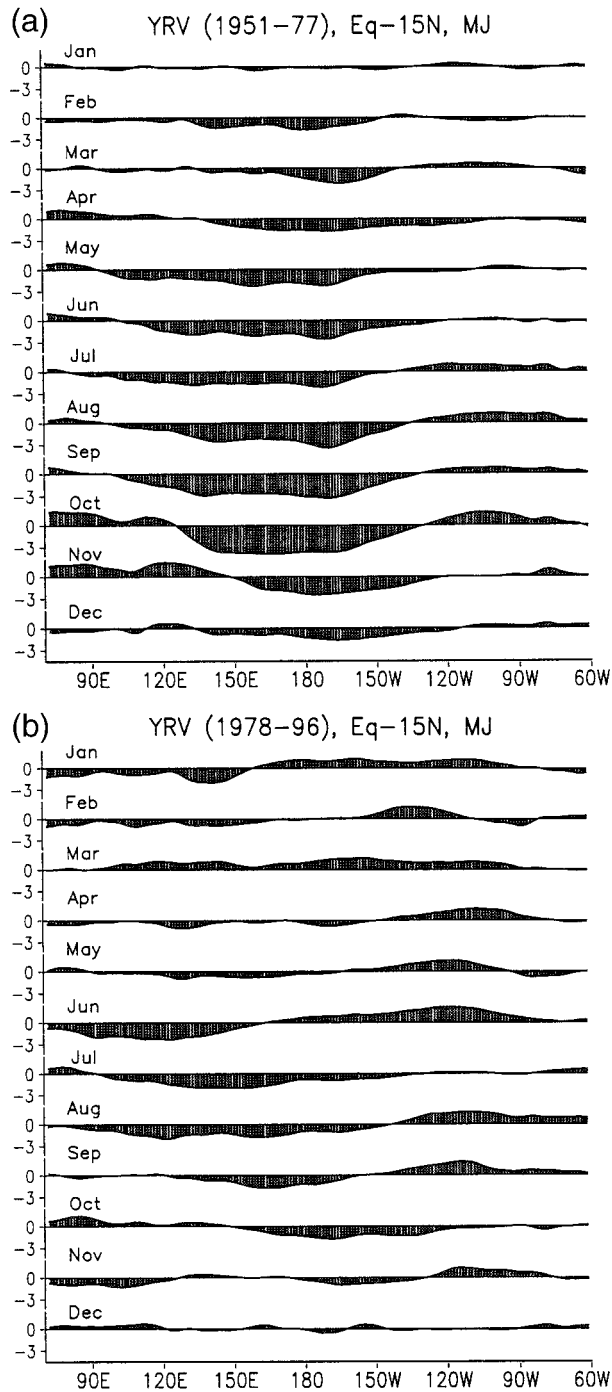 (a) YRV (1951-77), Eq-15N, MJ
Jan
0
-3
Feb
0
-3
Mar
0
-3
Apr
0
-3
May
0
-3
Jun
0
-3
Jul
0
-3
Aug
0
-3
Sep
0
-3
Oct
0
-3
Nov
0
-3
Dec
0
-3
90E 120E 150E 180 150W 120W 90W 60W
(b) YRV (1978-96), Eq-15N, MJ
Jan
0
-3
Feb
0
-3
Mar
0
-3
Apr
0
-3
May
0
-3
Jun
0
-3
Jul
0
-3
Aug
0
-3
Sep
0
-3
Oct
0
-3
Nov
0
-3
Dec
0
-3
90E 120E 150E 180 150W 120W 90W 60W